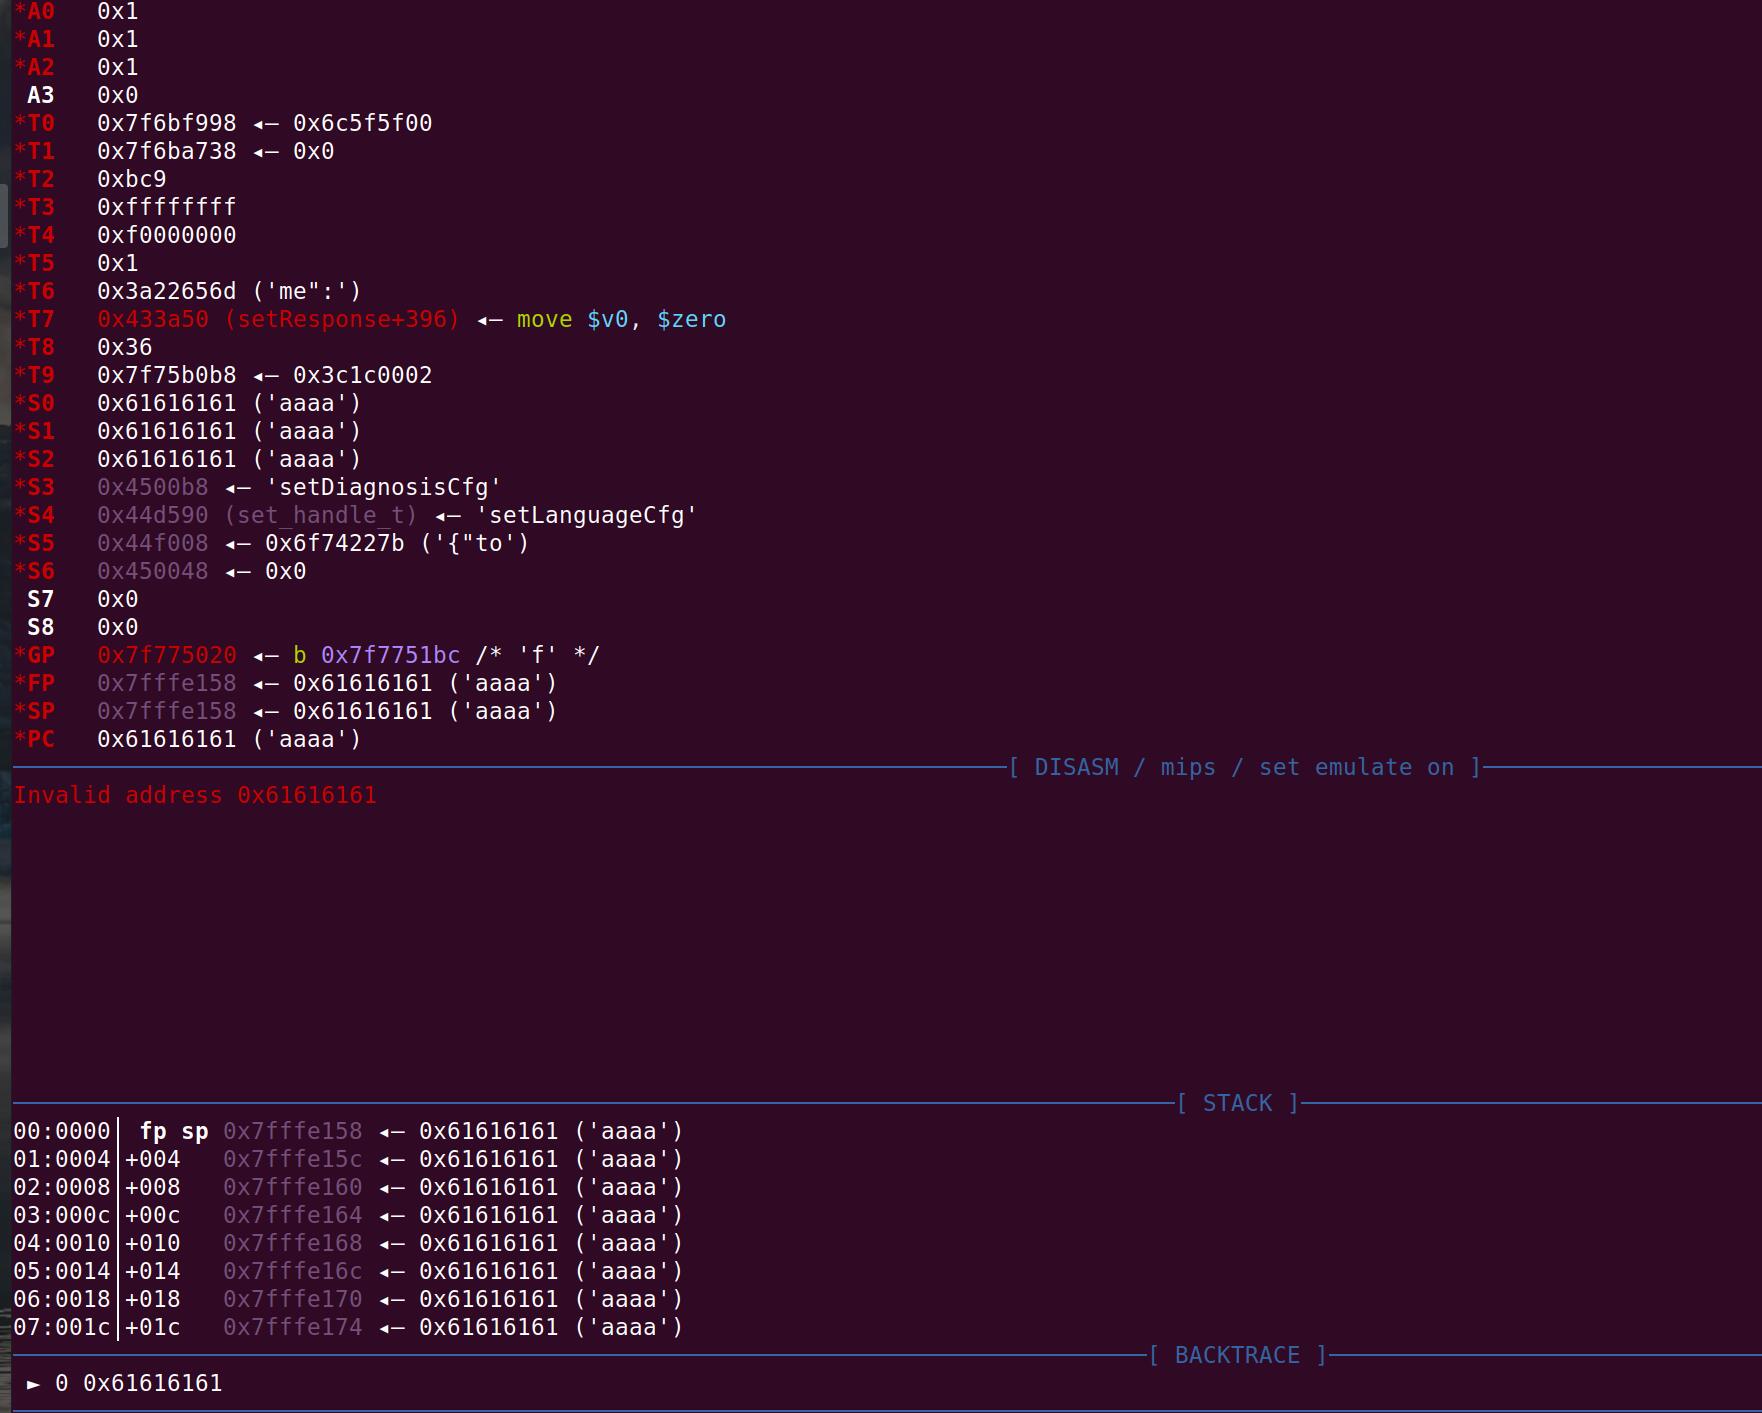 *A0   0x1
*A1   0x1
*A2   0x1
 A3   0x0
*T0   0x7f6bf998 ◂— 0x6c5f5f00
*T1   0x7f6ba738 ◂— 0x0
*T2   0xbc9
*T3   0xffffffff
*T4   0xf0000000
*T5   0x1
*T6   0x3a22656d ('me":')
*T7   0x433a50 (setResponse+396) ◂— move $v0, $zero
*T8   0x36
*T9   0x7f75b0b8 ◂— 0x3c1c0002
*S0   0x61616161 ('aaaa')
*S1   0x61616161 ('aaaa')
*S2   0x61616161 ('aaaa')
*S3   0x4500b8 ◂— 'setDiagnosisCfg'
*S4   0x44d590 (set_handle_t) ◂— 'setLanguageCfg'
*S5   0x44f008 ◂— 0x6f74227b ('{"to')
*S6   0x450048 ◂— 0x0
 S7   0x0
 S8   0x0
*GP   0x7f775020 ◂— b 0x7f7751bc /* 'f' */
*FP   0x7fffe158 ◂— 0x61616161 ('aaaa')
*SP   0x7fffe158 ◂— 0x61616161 ('aaaa')
*PC   0x61616161 ('aaaa')
[ DISASM / mips / set emulate on ]
Invalid address 0x61616161
[ STACK ]
00:0000│ fp sp 0x7fffe158 ◂— 0x61616161 ('aaaa')
01:0004│+004   0x7fffe15c ◂— 0x61616161 ('aaaa')
02:0008│+008   0x7fffe160 ◂— 0x61616161 ('aaaa')
03:000c│+00c   0x7fffe164 ◂— 0x61616161 ('aaaa')
04:0010│+010   0x7fffe168 ◂— 0x61616161 ('aaaa')
05:0014│+014   0x7fffe16c ◂— 0x61616161 ('aaaa')
06:0018│+018   0x7fffe170 ◂— 0x61616161 ('aaaa')
07:001c│+01c   0x7fffe174 ◂— 0x61616161 ('aaaa')
[ BACKTRACE ]
► 0 0x61616161